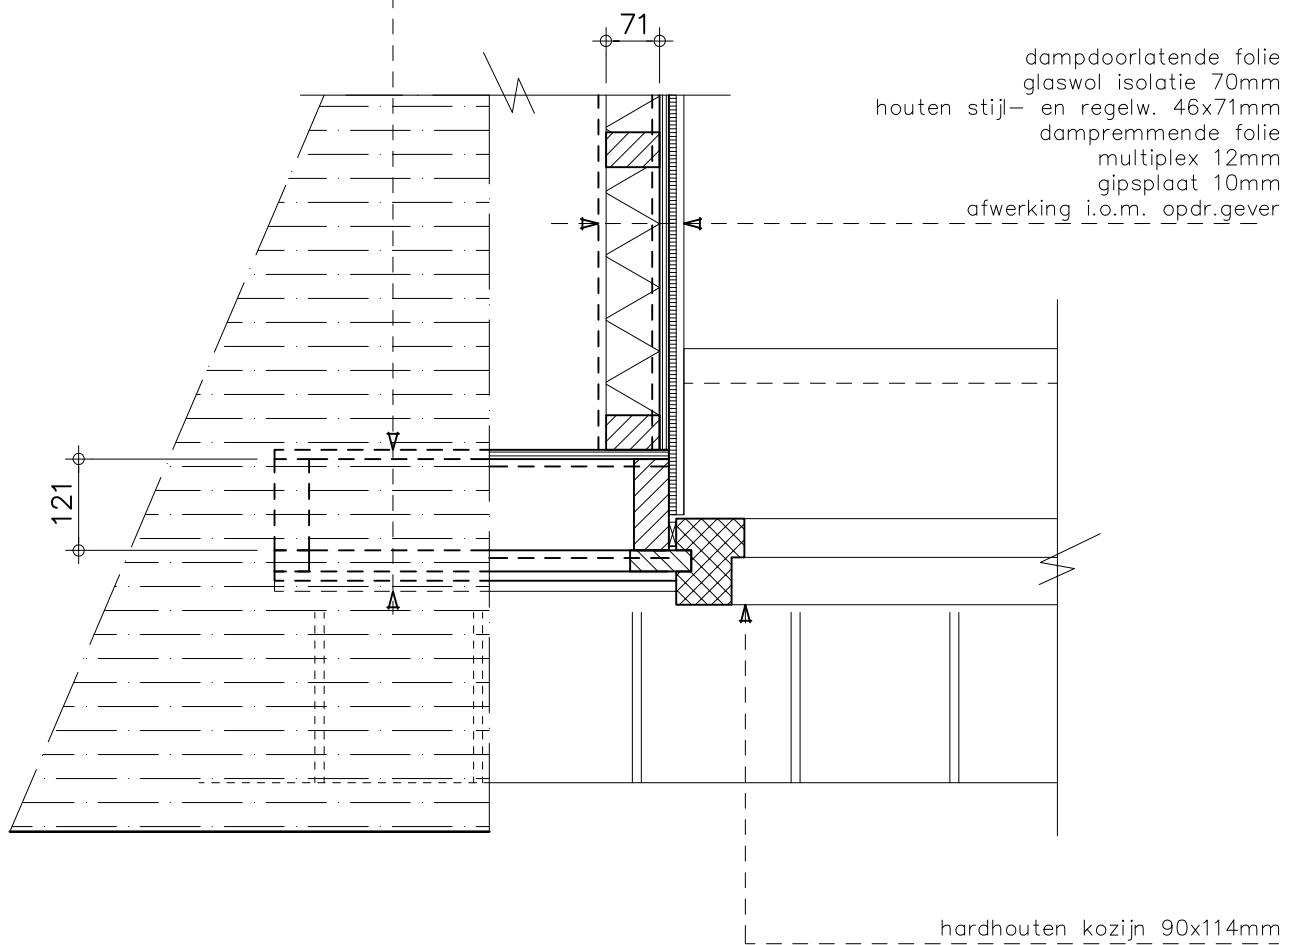 71
dampdoorlatende folie
glaswol isolatie 70mm
houten stijl- en regelw. 46x71mm
dampremmende folie
multiplex 12mm
gipsplaat 10mm
afwerking i.o.m. opdr.gever
121
hardhouten kozijn 90x114mm